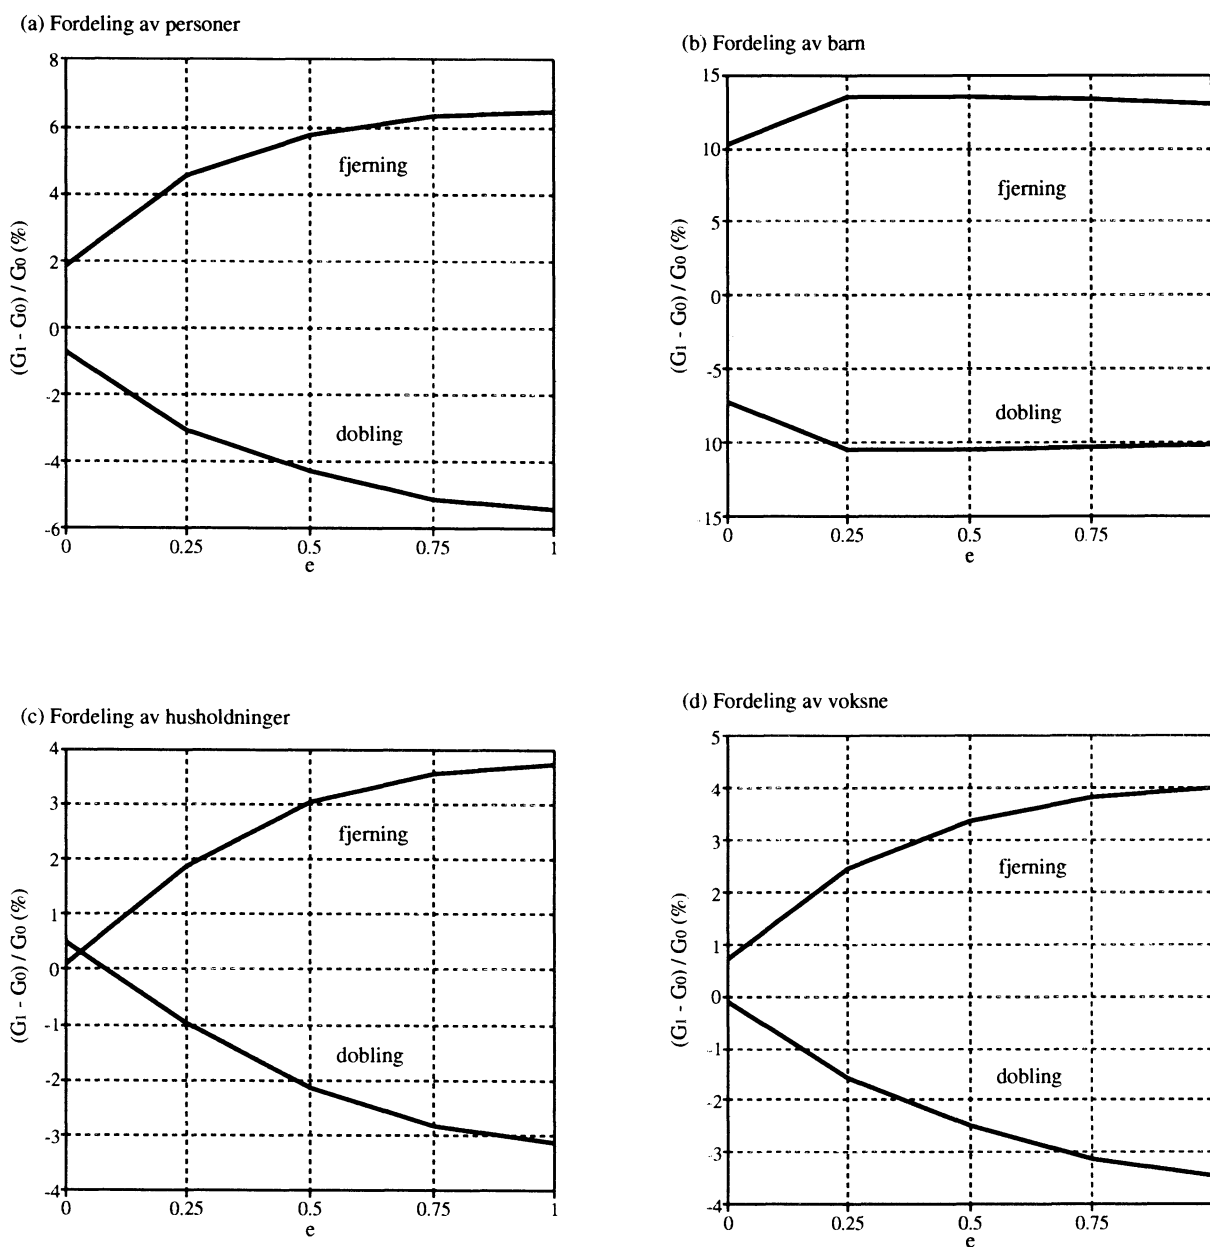 (a) Fordeling av personer
(G1 - G0) / G0 (%)
8
6
4
2
0
-2
-4
-6
fjerning
dobling
0 0.25 0.5 0.75 1
e
(b) Fordeling av barn
(G1 - G0) / G0 (%)
15
10
5
0
-5
10
15
fjerning
dobling
0 0.25 0.5 0.75
e
(c) Fordeling av husholdninger
(G1 - G0) / G0 (%)
4
3
2
1
0
-1
-2
-3
-4
fjerning
dobling
0 0.25 0.5 0.75 1
e
(d) Fordeling av voksne
(G1 - G0) / G0 (%)
5
4
3
2
1
0
-1
-2
-3
-4
fjerning
dobling
0 0.25 0.5 0.75
e